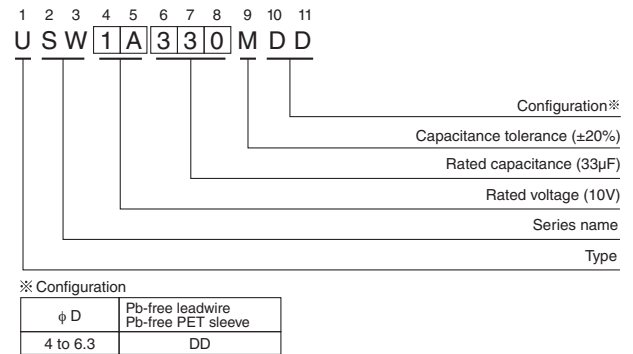 1 2 3 4 5 6 7 8 9 10 11
U S W 1 A 3 3 0 M D D
Configuration※
Capacitance tolerance (±20%)
Rated capacitance (33µF)
Rated voltage (10V)
Series name
Type
※ Configuration
ϕ D
Pb-free leadwire
Pb-free PET sleeve
4 to 6.3 DD